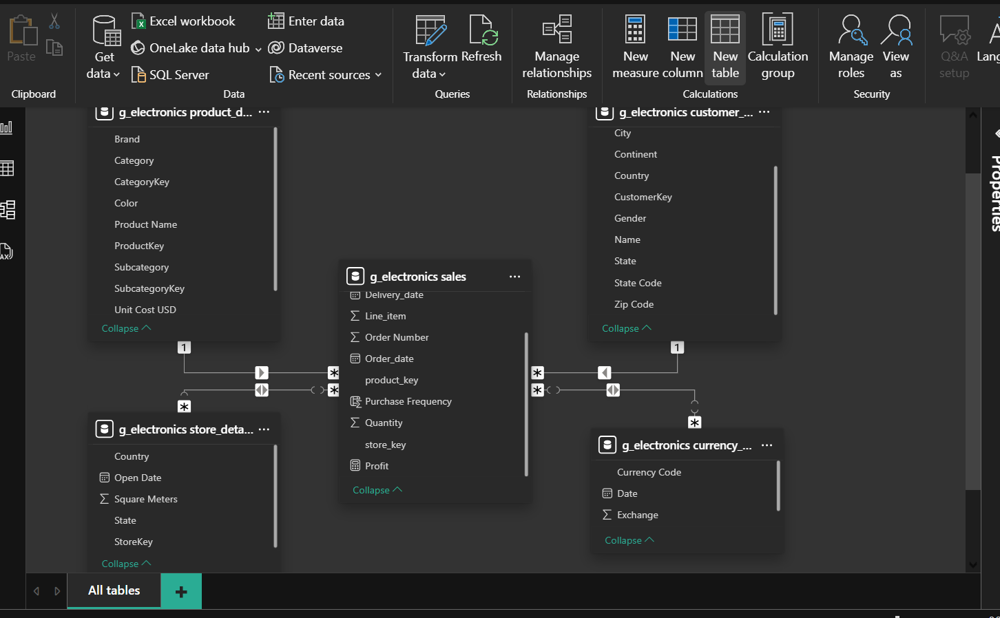 Paste
Get
data
Excel workbook
OneLake data hub
SQL Server
Enter data
Dataverse
Recent sources
Transform
data
Refresh
Manage
relationships
New
measure
New
column
New
table
Calculation
group
Manage
roles
View
as
Q&A
setup
Clipboard
Data
Queries
Relationships
Calculations
Security
g_electronics product_d...
Brand
Category
CategoryKey
Color
Product Name
ProductKey
Subcategory
SubcategoryKey
Unit Cost USD
Collapse
g_electronics customer_...
City
Continent
Country
CustomerKey
Gender
Name
State
State Code
Zip Code
Collapse
Properties
g_electronics sales
Delivery_date
Line_item
Order Number
Order_date
product_key
Purchase Frequency
Quantity
store_key
Profit
Collapse
1
*
*
*
1
*
*
*
g_electronics store_deta...
Country
Open Date
Square Meters
State
StoreKey
Collapse
g_electronics currency_...
Currency Code
Date
Exchange
Collapse
All tables
+